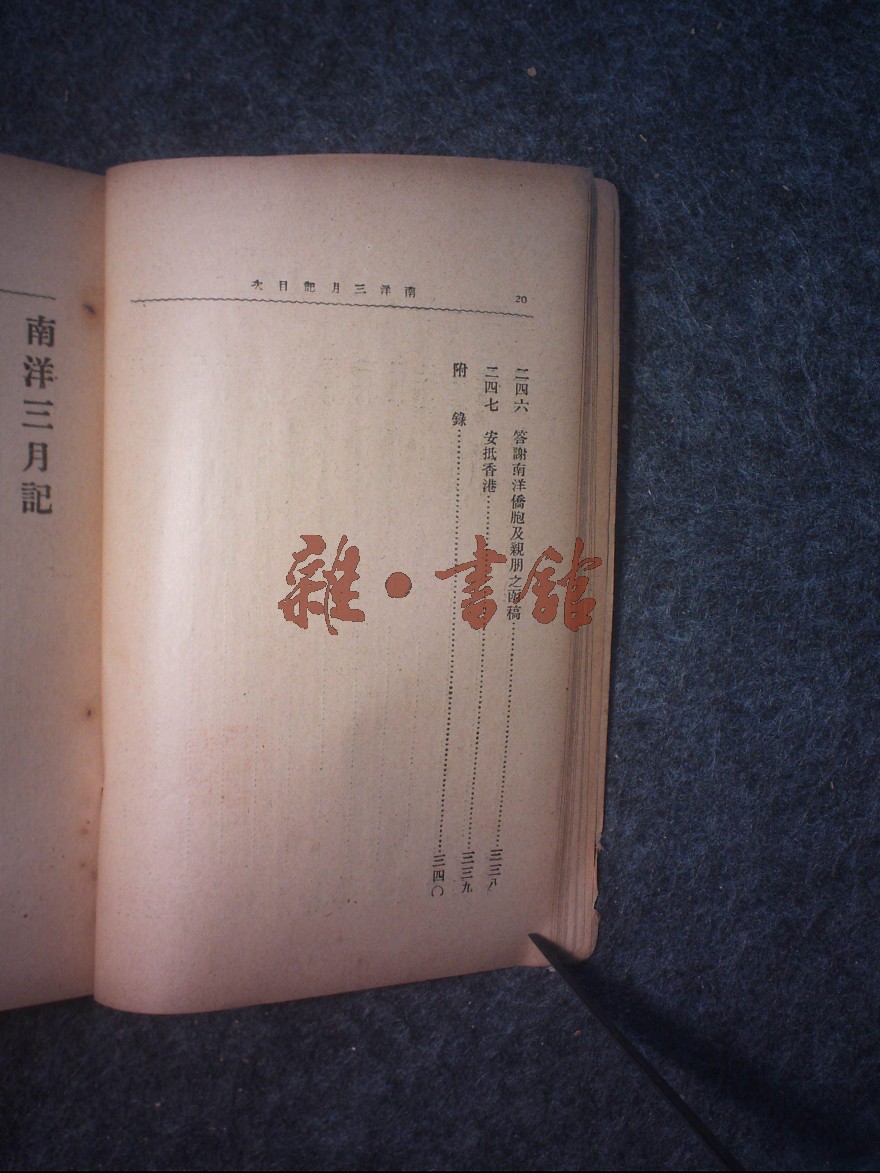 南洋三月記目次
20
二四六 答謝南洋僑胞及親朋之函稿……三三八
二四七 安抵香港……三三九
附錄……三四〇
南洋三月記
雜·書館